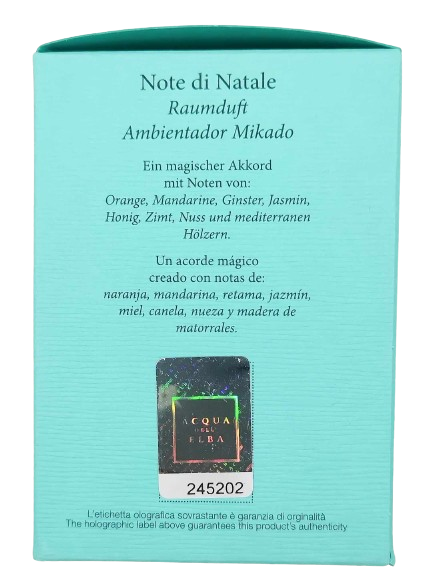 Note di Natale
Raumduft
Ambientador Mikado
Ein magischer Akkord
mit Noten von:
Orange, Mandarine, Ginster, Jasmin,
Honig, Zimt, Nuss und mediterranen
Hölzern.
Un acorde mágico
creado con notas de:
naranja, mandarina, retama, jazmín,
miel, canela, nueza y madera de
matorrales.
ACQUA
DELL'
ELBA
245202
L'etichetta olografica sovrastante è garanzia di orginalità
The holographic label above guarantees this product's authenticity